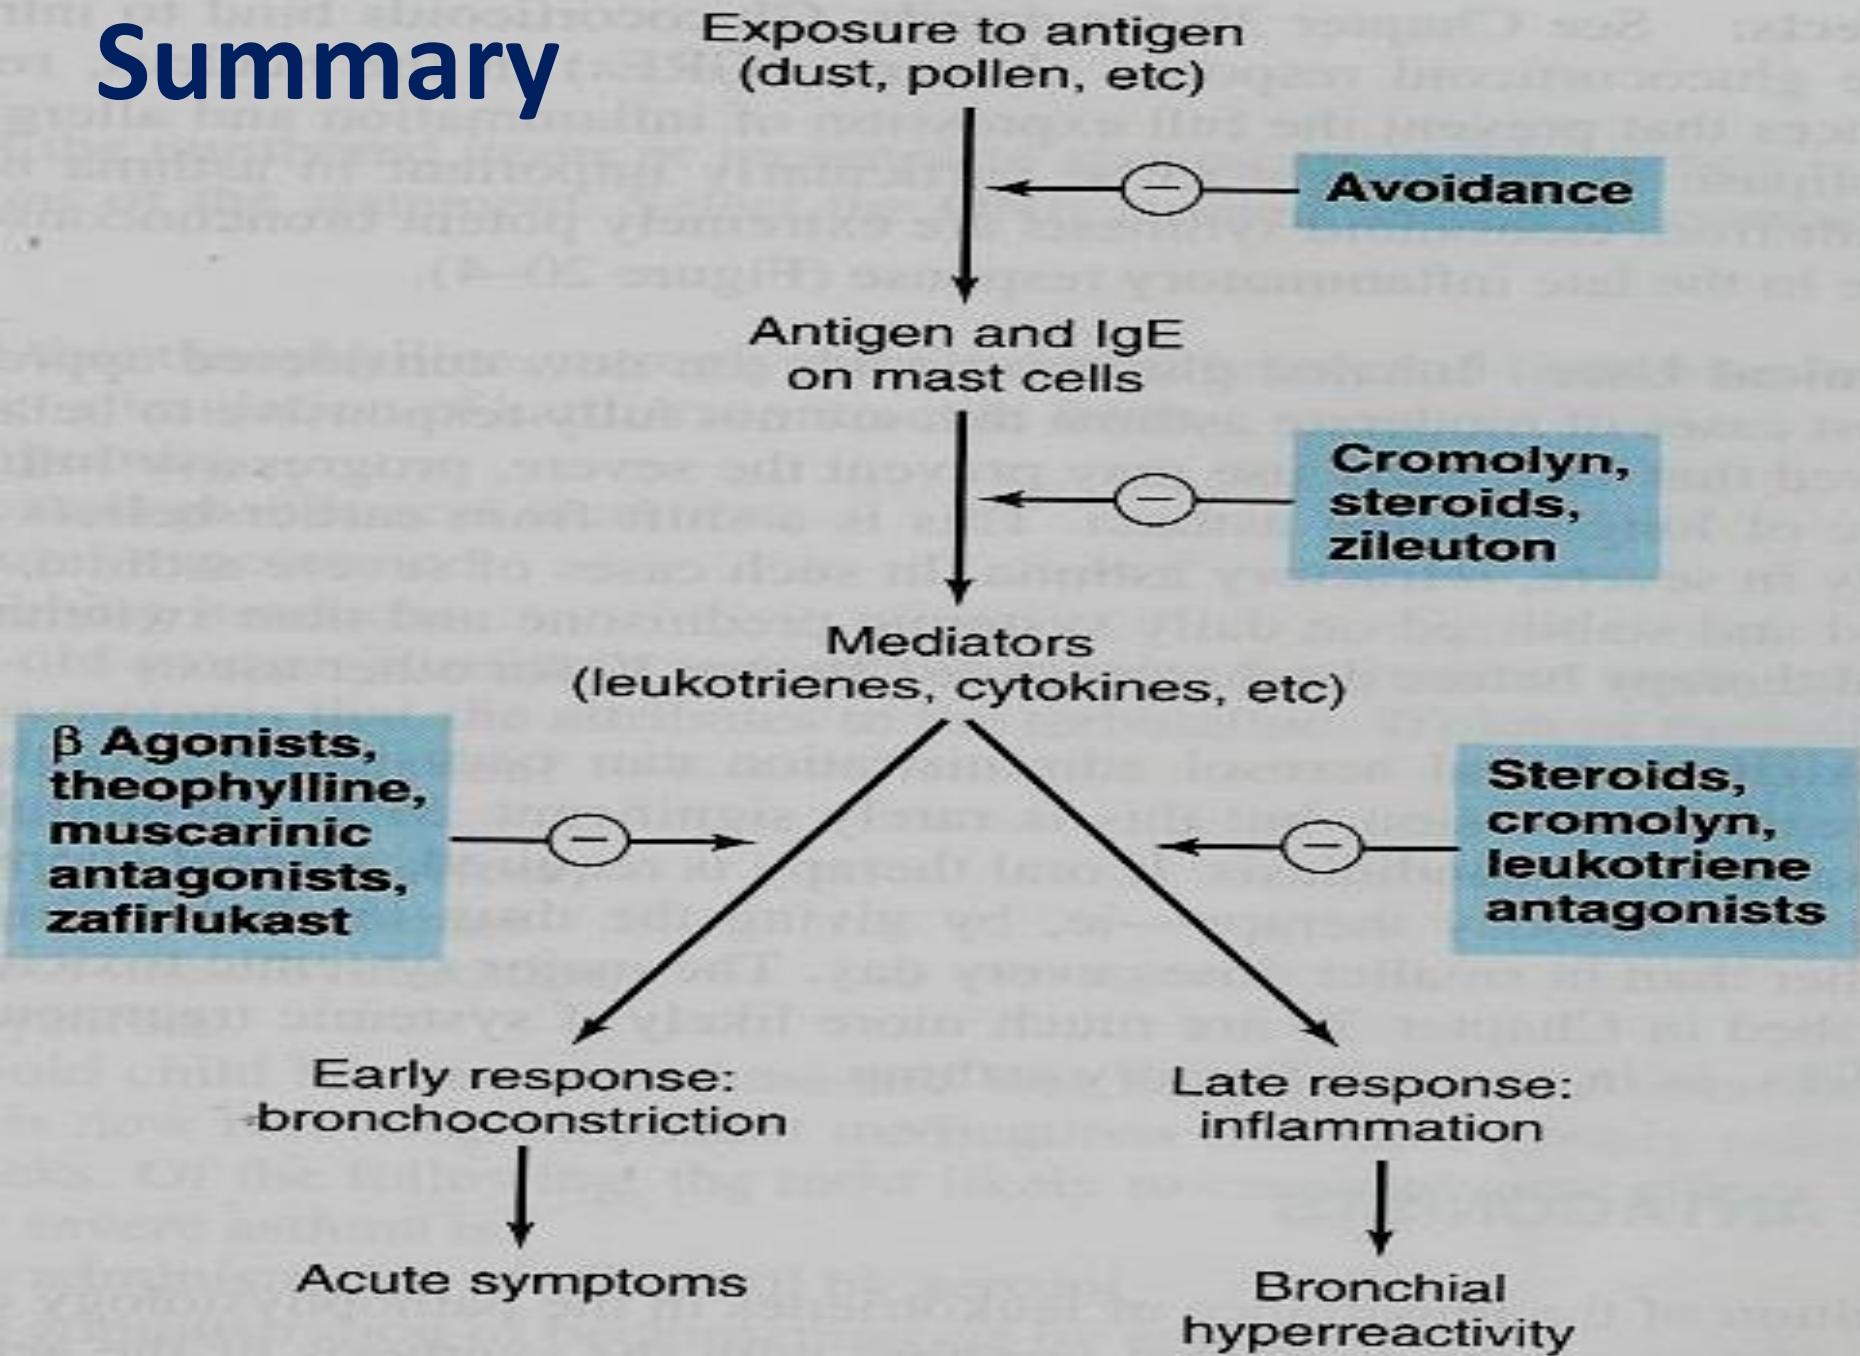 Summary
Exposure to antigen
(dust, pollen, etc)
Avoidance
Antigen and IgE
on mast cells
Cromolyn,
steroids,
zileuton
Mediators
(leukotrienes, cytokines, etc)
β Agonists,
theophylline,
muscarinic
antagonists,
zafirlukast
Steroids,
cromolyn,
leukotriene
antagonists
Early response:
bronchoconstriction
Late response:
inflammation
Acute symptoms
Bronchial
hyperreactivity